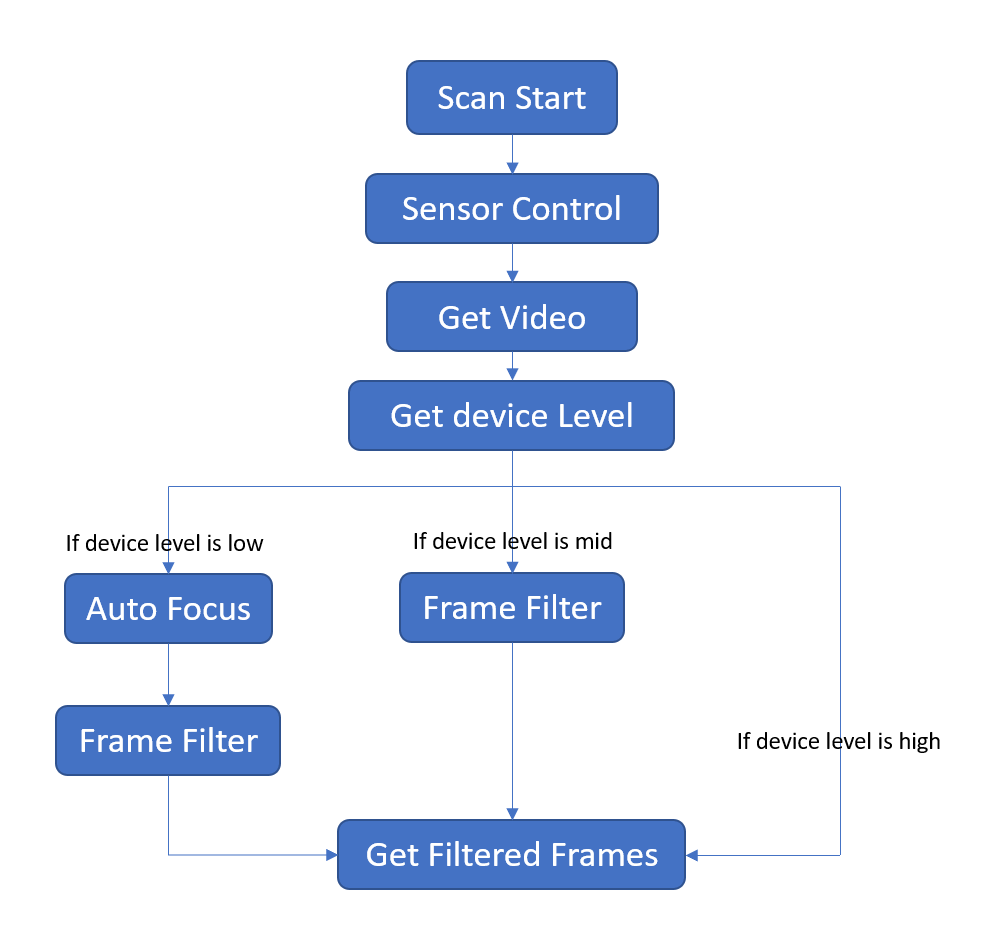 Scan Start
Sensor Control
Get Video
Get device Level
If device level is low
If device level is mid
Auto Focus
Frame Filter
Frame Filter
If device level is high
Get Filtered Frames